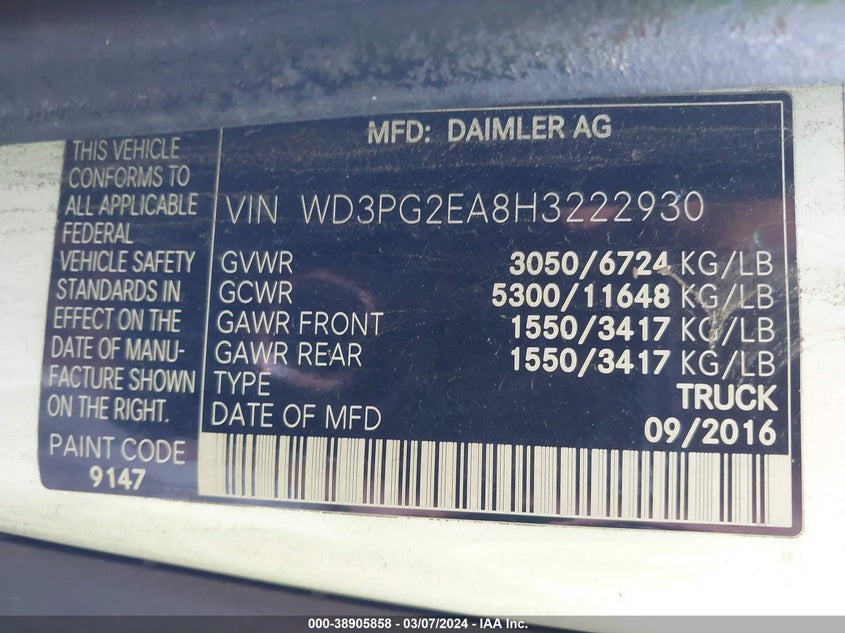 MFD: DAIMLER AG
THIS VEHICLE
CONFORMS TO
ALL APPLICABLE
FEDERAL
VEHICLE SAFETY
STANDARDS IN
EFFECT ON THE
DATE OF MANU-
FACTURE SHOWN
ON THE RIGHT.
PAINT CODE
9147
VIN WD3PG2EA8H3222930
GVWR 3050/6724 KG/LB
GCWR 5300/11648 KG/LB
GAWR FRONT 1550/3417 KG/LB
GAWR REAR 1550/3417 KG/LB
TYPE TRUCK
DATE OF MFD 09/2016
000-38905858 - 03/07/2024 - IAA Inc.